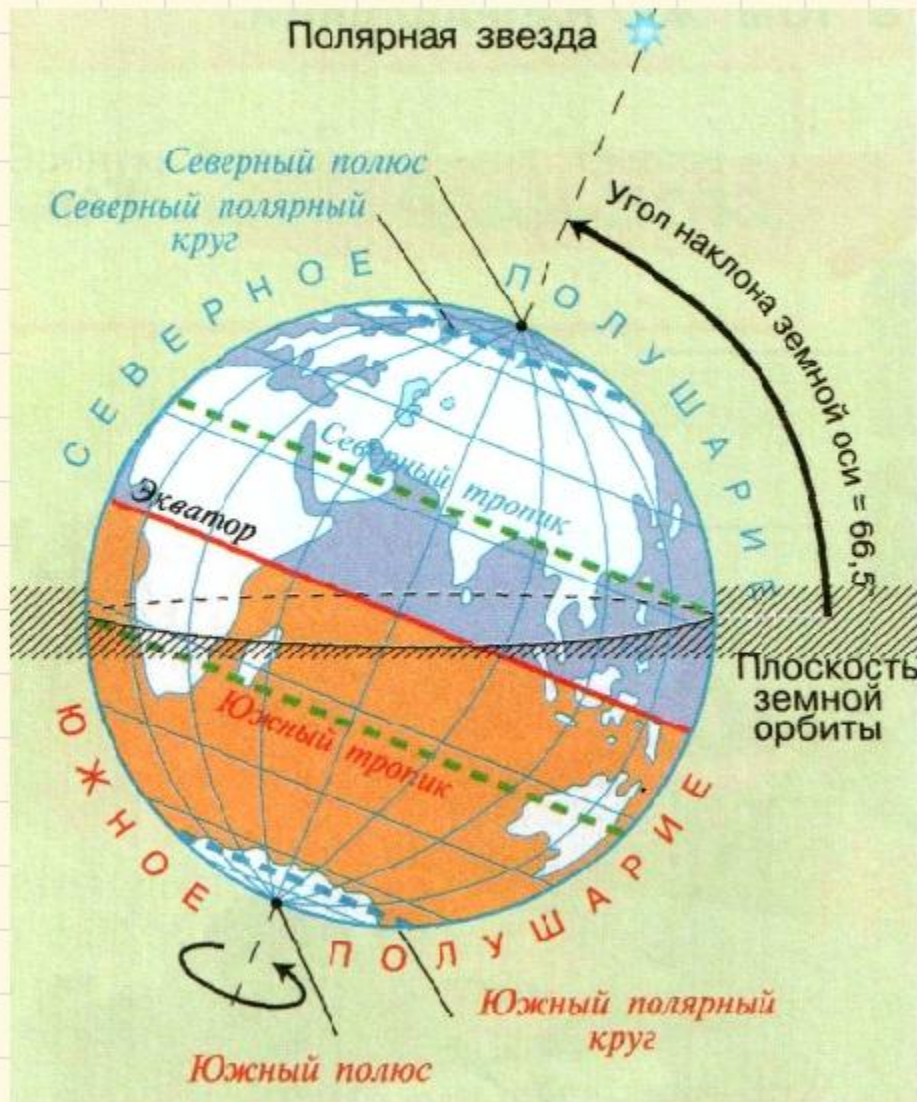 Полярная звезда
Северный полюс
Северный полярный
круг
Угол наклона земной оси = 66,5
СЕВЕРНОЕ ПОЛУШАРИЕ
Северный тропик
Экватор
Плоскость
земной
орбиты
Южный тропик
ЮЖНОЕ ПОЛУШАРИЕ
Южный полярный
круг
Южный полюс